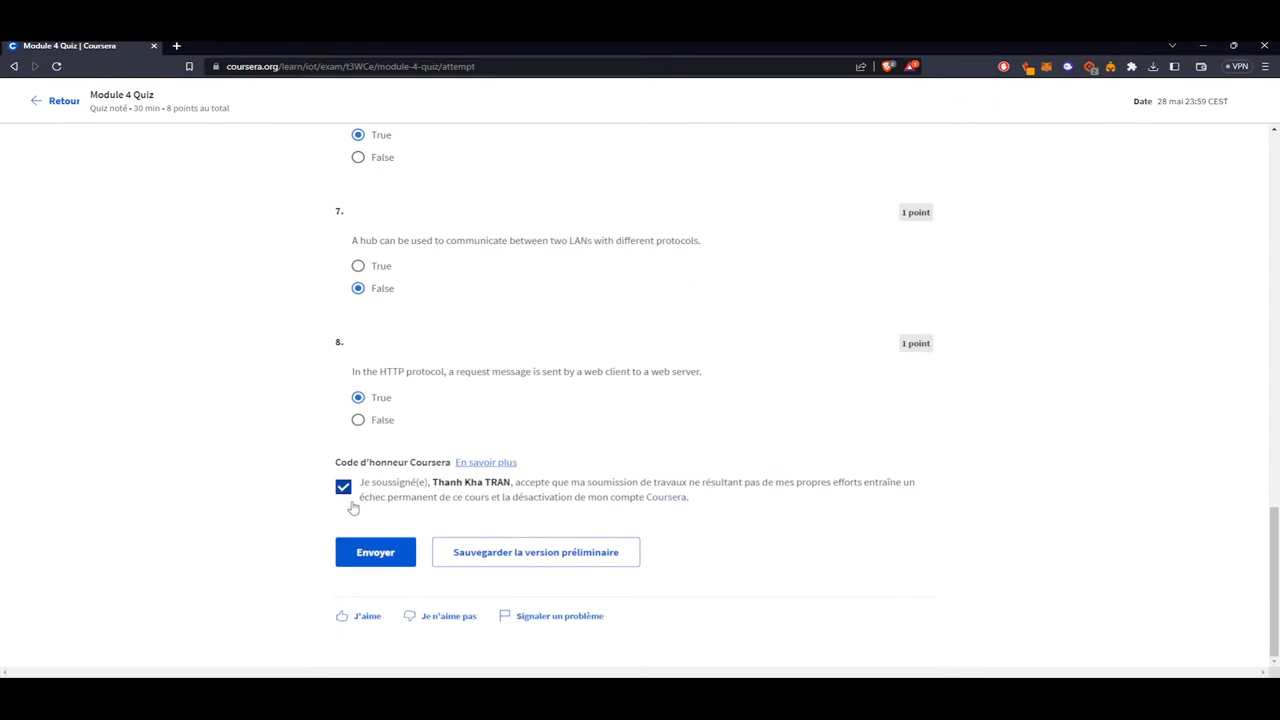 Module 4 Quiz | Coursera
coursera.org/learn/iot/exam/t3WCe/module-4-quiz/attempt
VPN
Retour
Module 4 Quiz
Quiz noté • 30 min • 8 points au total
Date 28 mai 23:59 CEST
True
False
7.
1 point
A hub can be used to communicate between two LANs with different protocols.
True
False
8.
1 point
In the HTTP protocol, a request message is sent by a web client to a web server.
True
False
Code d'honneur Coursera En savoir plus
Je soussigné(e), Thanh Kha TRAN, accepte que ma soumission de travaux ne résultant pas de mes propres efforts entraîne un
échec permanent de ce cours et la désactivation de mon compte Coursera.
Envoyer
Sauvegarder la version préliminaire
J'aime
Je n'aime pas
Signaler un problème